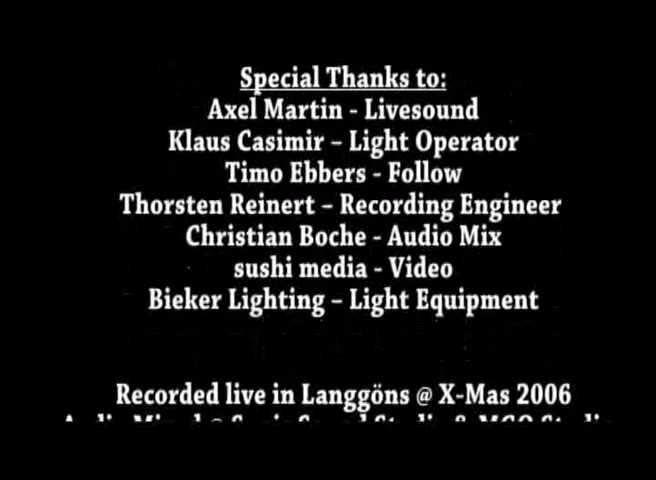 Special Thanks to:
Axel Martin - Livesound
Klaus Casimir – Light Operator
Timo Ebbers - Follow
Thorsten Reinert – Recording Engineer
Christian Boche - Audio Mix
sushi media - Video
Bieker Lighting – Light Equipment
Recorded live in Langgöns @ X-Mas 2006